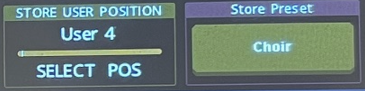 STORE USER POSITION
User 4
SELECT POS
Store Preset
Choir